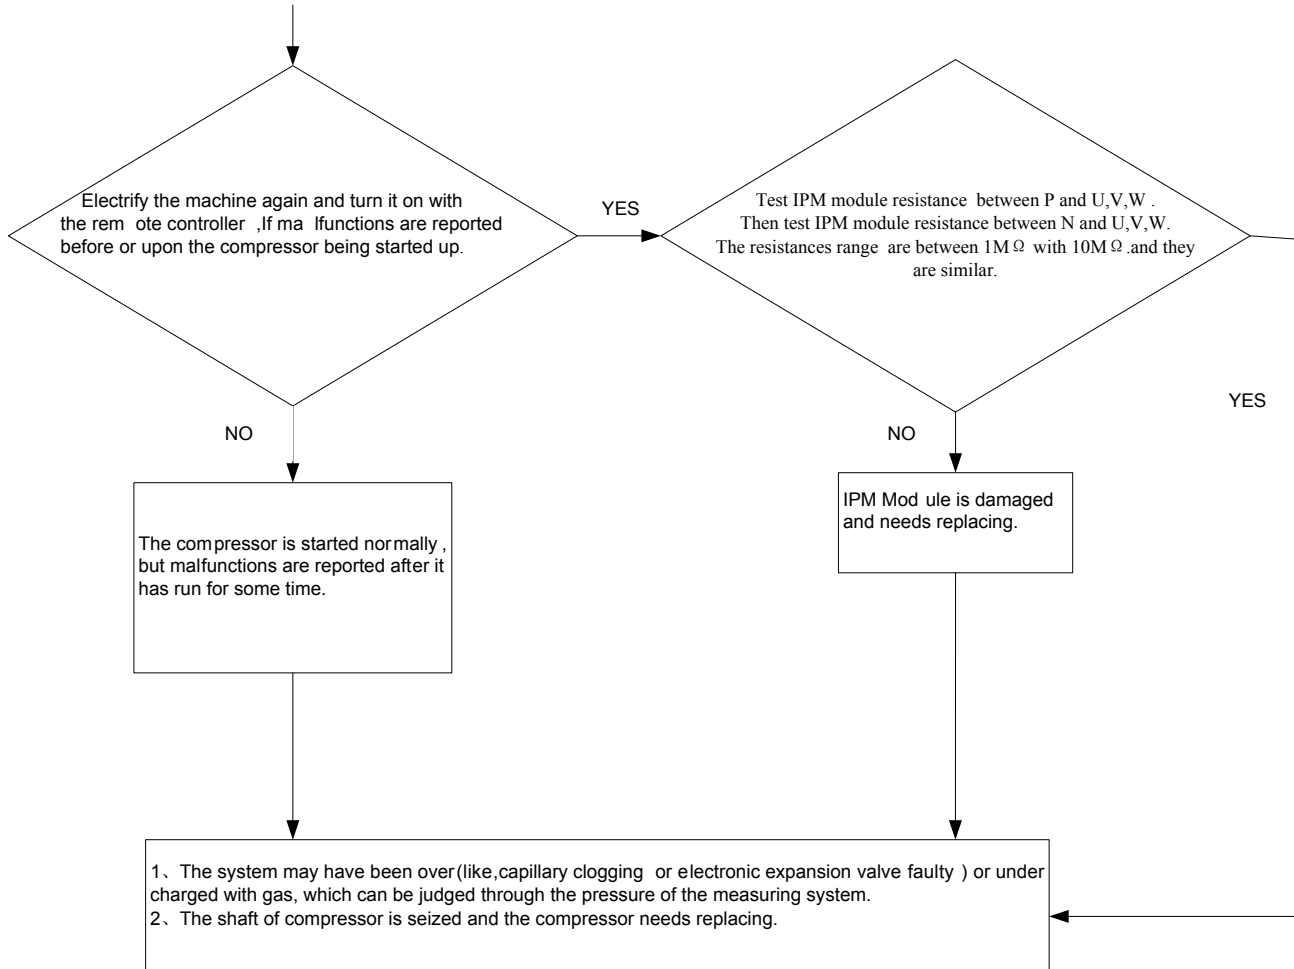 Electrify the machine again and turn it on with
the rem ote controller ,If ma lfunctions are reported
before or upon the compressor being started up.
YES
Test IPM module resistance between P and U,V,W .
Then test IPM module resistance between N and U,V,W.
The resistances range are between 1MΩ with 10MΩ.and they
are similar.
YES
NO
NO
The compressor is started normally ,
but malfunctions are reported after it
has run for some time.
IPM Mod ule is damaged
and needs replacing.
1、The system may have been over(like,capillary clogging or electronic expansion valve faulty ) or under
charged with gas, which can be judged through the pressure of the measuring system.
2、The shaft of compressor is seized and the compressor needs replacing.